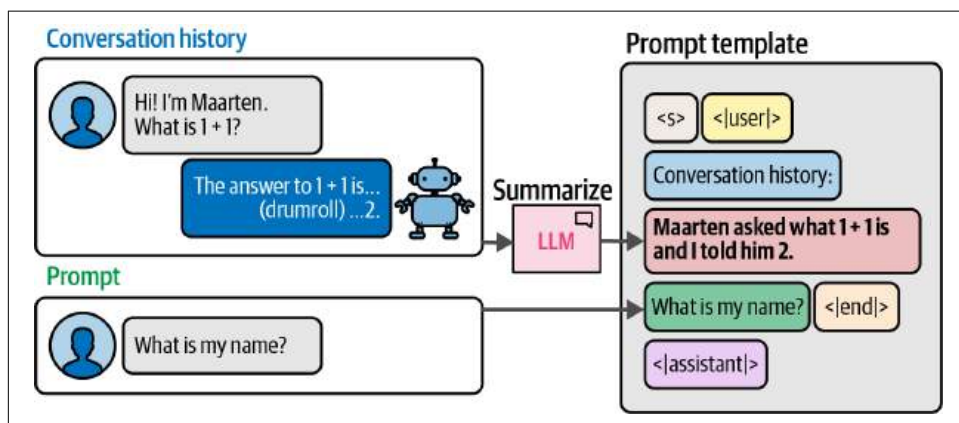 Conversation history
Hi! I'm Maarten.
What is 1 + 1?
The answer to 1 + 1 is...
(drumroll) ...2.
Prompt
What is my name?
Summarize
LLM
Prompt template
<s> <|user|>
Conversation history:
Maarten asked what 1 + 1 is
and I told him 2.
What is my name? <|end|>
<|assistant|>